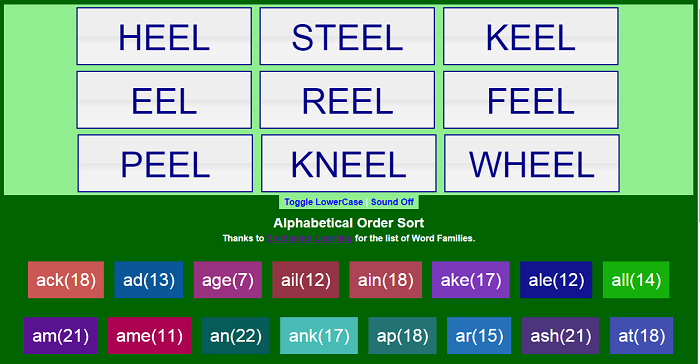 HEEL STEEL KEEL
EEL REEL FEEL
PEEL KNEEL WHEEL
Toggle LowerCase | Sound Off
Alphabetical Order Sort
Thanks to Enchanted Learning for the list of Word Families.
ack(18) ad(13) age(7) ail(12) ain(18) ake(17) ale(12) all(14)
am(21) ame(11) an(22) ank(17) ap(18) ar(15) ash(21) at(18)